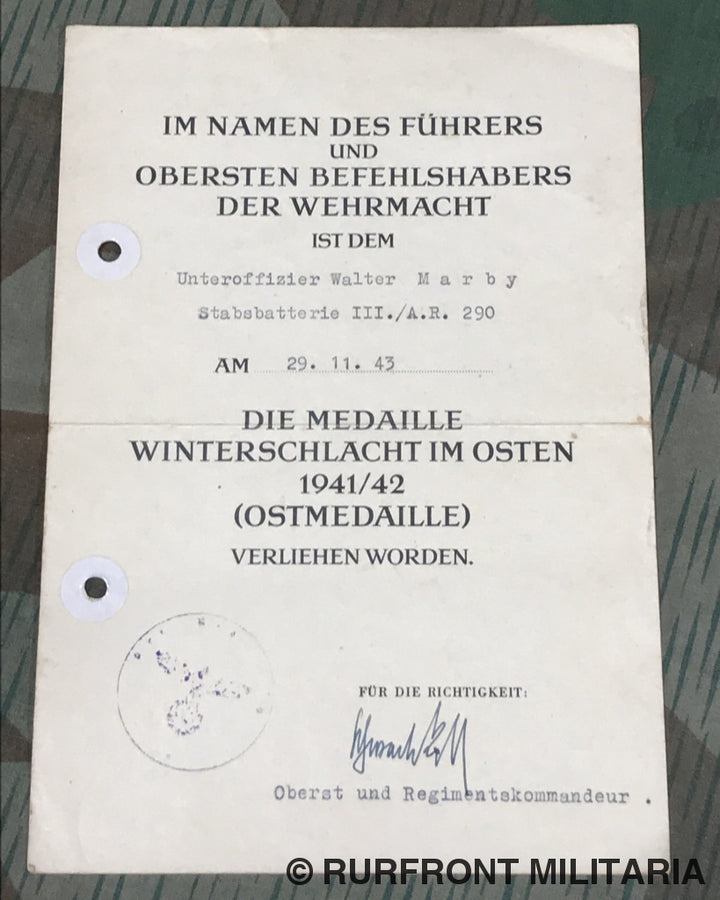 IM NAMEN DES FÜHRERS
UND
OBERSTEN BEFEHLSHABERS
DER WEHRMACHT
IST DEM
Unteroffizier Walter M a r b y
Stabsbatterie III./A.R. 290
AM 29. 11. 43
DIE MEDAILLE
WINTERSCHLACHT IM OSTEN
1941/42
(OSTMEDAILLE)
VERLIEHEN WORDEN.
FÜR DIE RICHTIGKEIT:
Oberst und Regimentskommandeur .
© RURFRONT MILITARIA